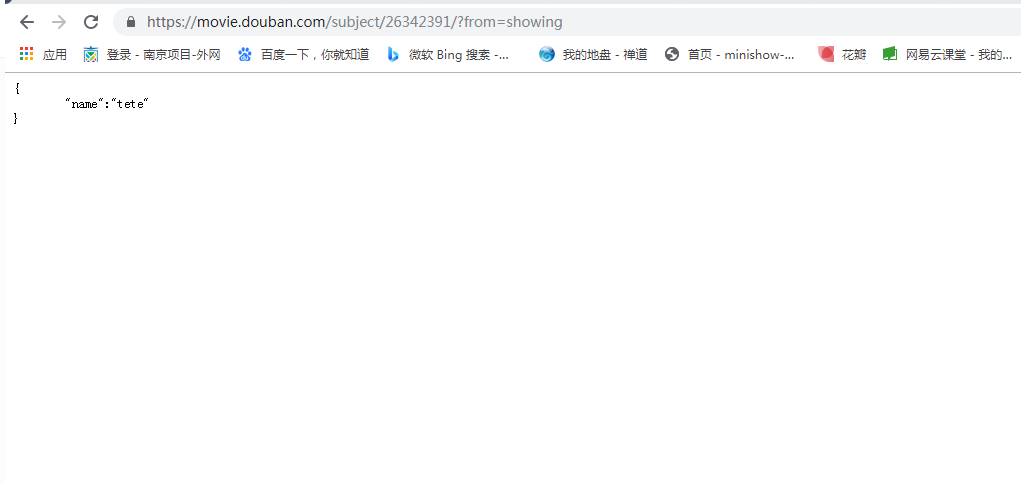 https://movie.douban.com/subject/26342391/?from=showing
应用 登录 - 南京项目-外网 百度一下，你就知道 微软 Bing 搜索 -... 我的地盘 - 禅道 首页 - minishow-... 花瓣 网易云课堂 - 我的...
{
"name":"tete"
}